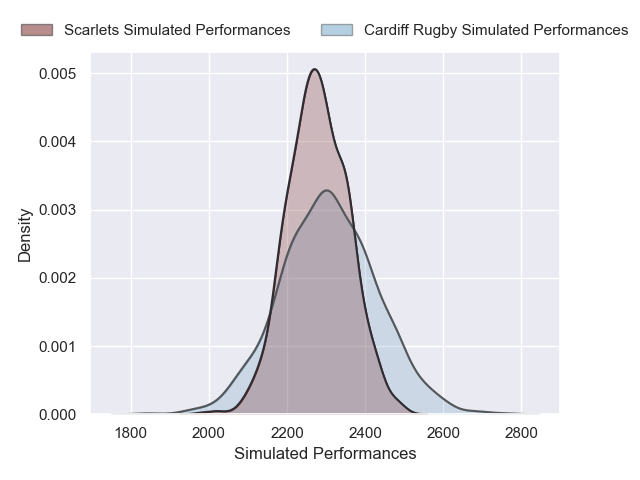 Scarlets Simulated Performances
Cardiff Rugby Simulated Performances
0.005
0.004
0.003
0.002
0.001
0.000
Density
1800 2000 2200 2400 2600 2800
Simulated Performances